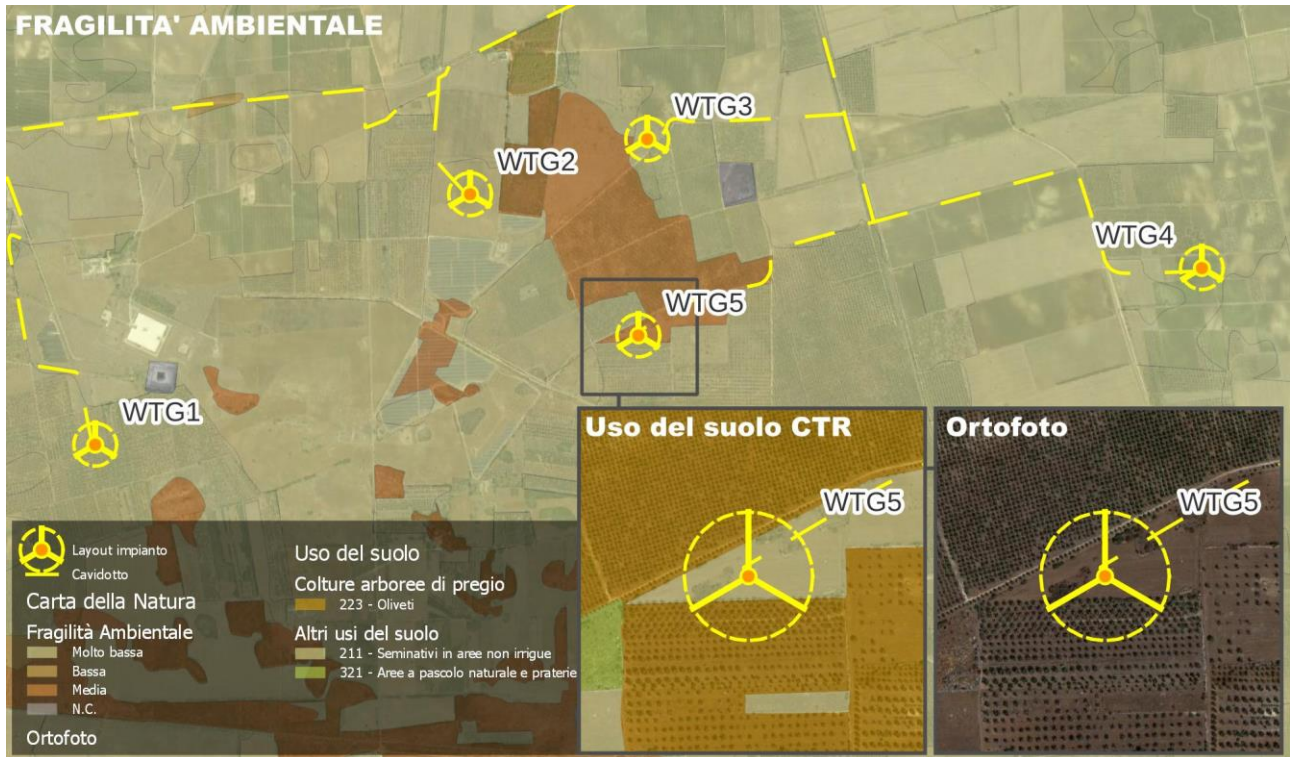 FRAGILITA' AMBIENTALE
WTG3
WTG2
WTG4
WTG5
WTG1
Uso del suolo CTR
WTG5
Ortofoto
WTG5
Layout impianto
Cavidotto
Carta della Natura
Fragilità Ambientale
Molto bassa
Bassa
Media
N.C.
Ortofoto
Uso del suolo
Colture arboree di pregio
223 - Oliveti
Altri usi del suolo
211 - Seminativi in aree non irrigue
321 - Aree a pascolo naturale e praterie